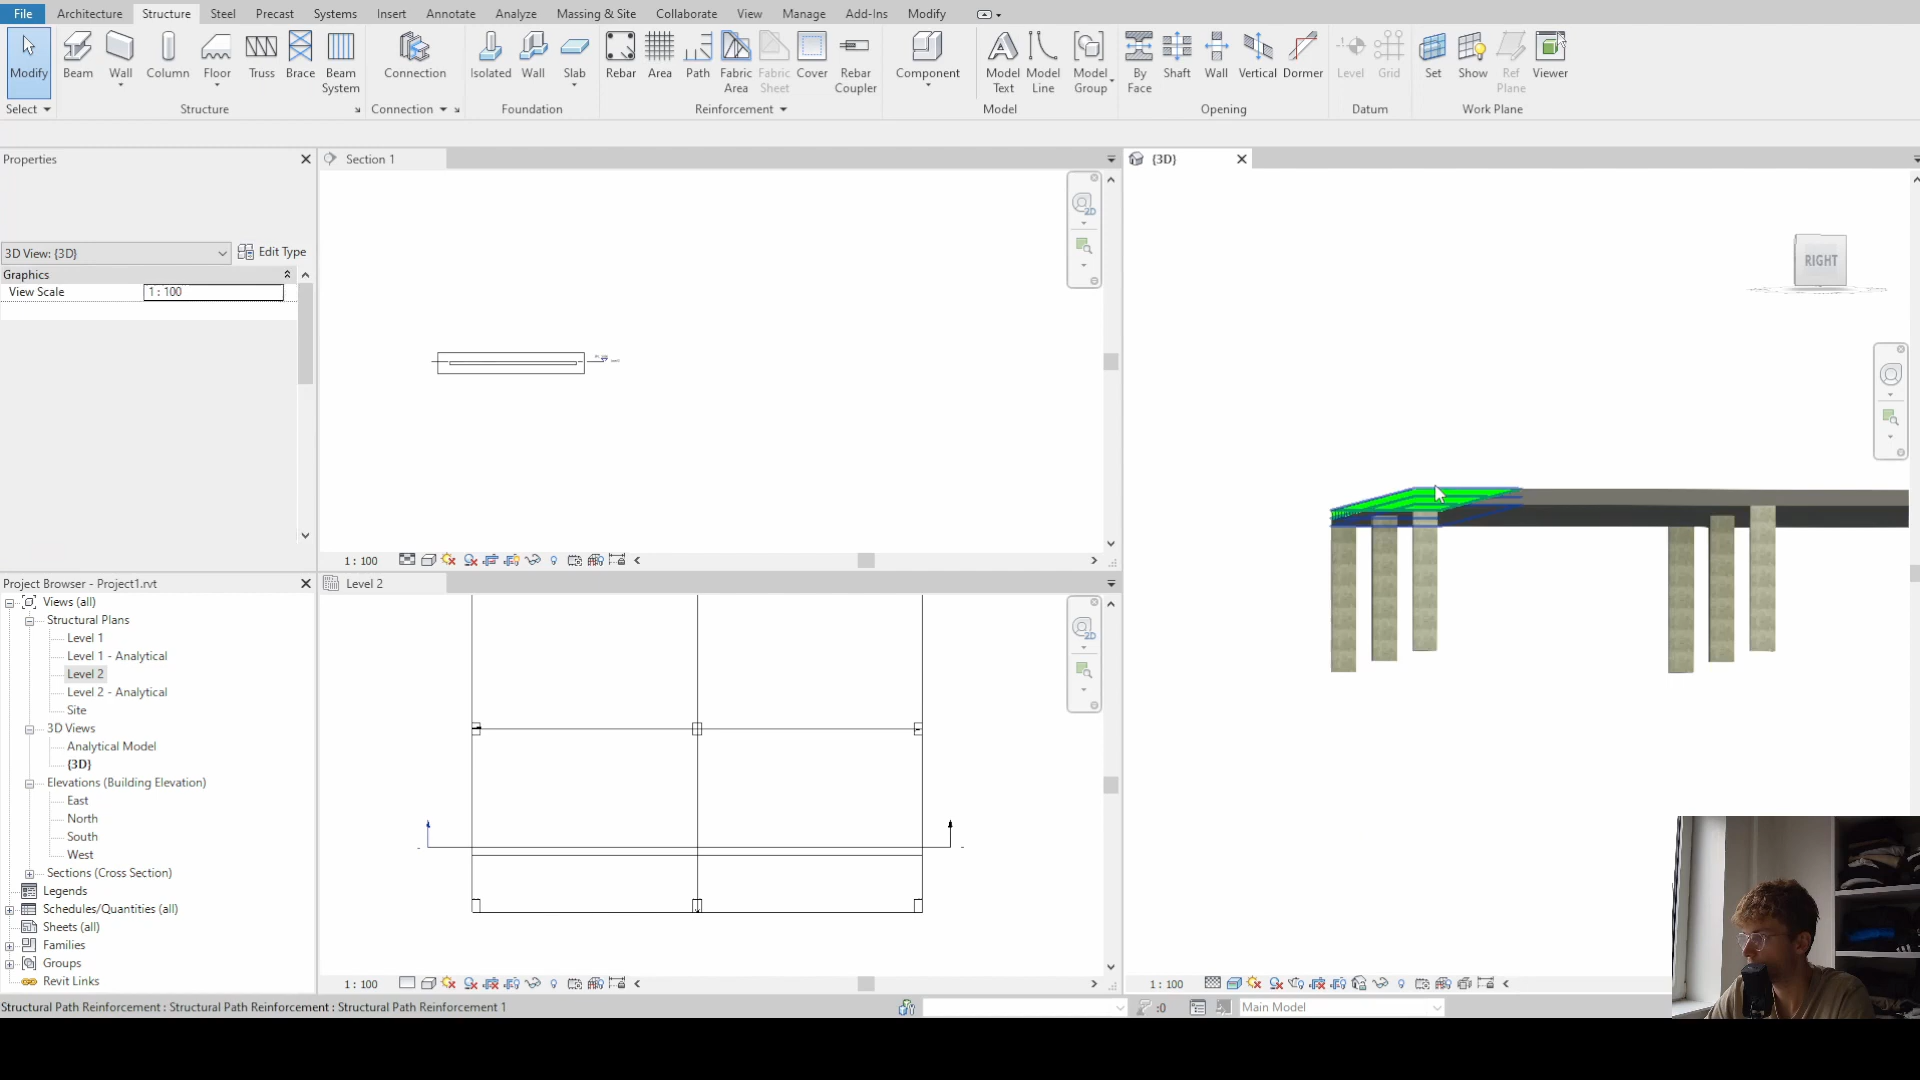 File Architecture Structure Steel Precast Systems Insert Annotate Analyze Massing & Site Collaborate View Manage Add-Ins Modify
Modify Beam Wall Column Floor Truss Brace Beam System Connection Isolated Wall Slab Rebar Area Path Fabric Area Fabric Sheet Cover Rebar Coupler Component Model Text Model Line Model Group By Face Shaft Wall Vertical Dormer Level Grid Set Show Ref Plane Viewer
Select Structure Connection Foundation Reinforcement Model Opening Datum Work Plane
Properties
Section 1
{3D}
3D View: {3D}
Edit Type
Graphics
View Scale
1 : 100
2D
RIGHT
1 : 100
Project Browser - Project1.rvt
Level 2
Views (all)
Structural Plans
Level 1
Level 1 - Analytical
Level 2
Level 2 - Analytical
Site
3D Views
Analytical Model
{3D}
Elevations (Building Elevation)
East
North
South
West
Sections (Cross Section)
Legends
Schedules/Quantities (all)
Sheets (all)
Families
Groups
Revit Links
2D
1 : 100
1 : 100
Structural Path Reinforcement : Structural Path Reinforcement : Structural Path Reinforcement 1
:0
Main Model